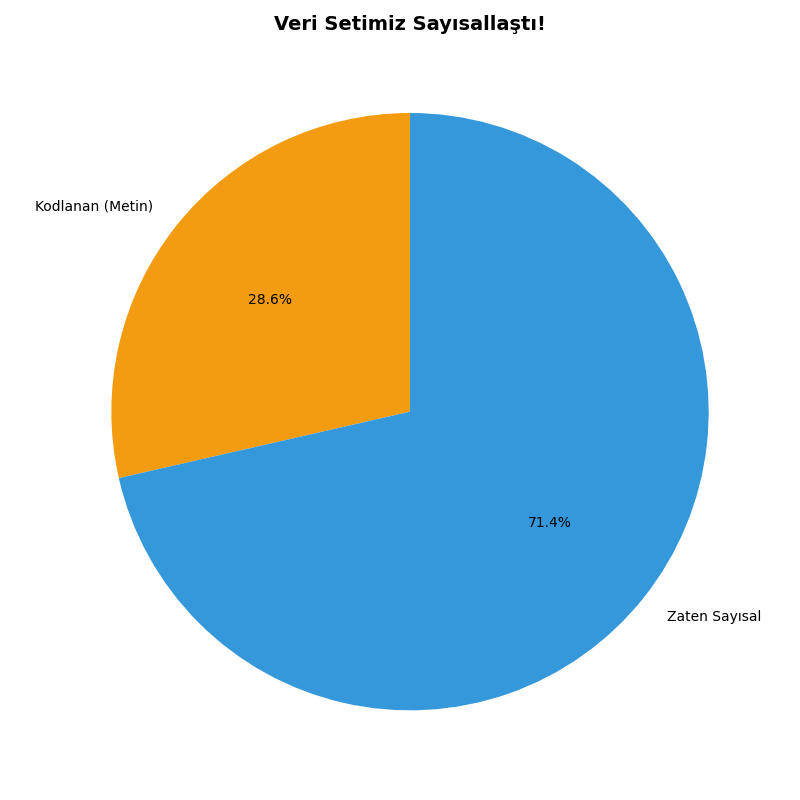 Veri Setimiz Sayısallaştı!
Kodlanan (Metin)
28.6%
71.4%
Zaten Sayısal